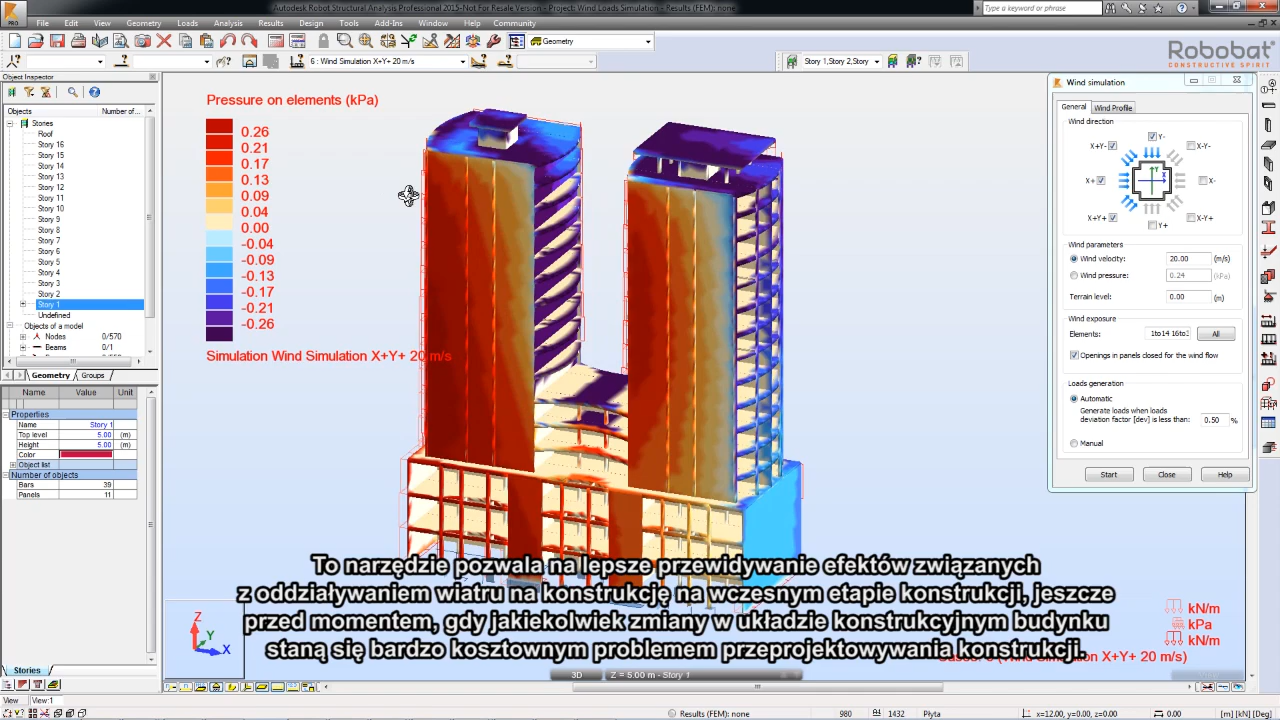 Autodesk Robot Structural Analysis Professional 2015-Not For Resale Version - Project: Wind Loads Simulation - Results (FEM): none
Type a keyword or phrase
PRO
File Edit View Geometry Loads Analysis Results Design Tools Add-Ins Window Help Community
Geometry
6 : Wind Simulation X+Y+ 20 m/s
Story 1,2,Story
Robobat
CONSTRUCTIVE SPIRIT
Object Inspector
Objects Number of...
Stories
Roof
Story 16
Story 15
Story 14
Story 13
Story 12
Story 11
Story 10
Story 9
Story 8
Story 7
Story 6
Story 5
Story 4
Story 3
Story 2
Story 1
Undefined
Objects of a model
Nodes 0/570
Beams 0/1
Geometry Groups
Name Value Unit
Properties
Name Story 1
Top level 5.00 (m)
Height 5.00 (m)
Color
Object list
Number of objects
Bars 39
Panels 11
Stories
View View:1
Pressure on elements (kPa)
0.26
0.21
0.17
0.13
0.09
0.04
0.00
-0.04
-0.09
-0.13
-0.17
-0.21
-0.26
Simulation Wind Simulation X+Y+ 20 m/s
Wind simulation
General Wind Profile
Wind direction
Y-
X+Y- X-Y-
X+ X-
X+Y+ X-Y+
Y+
Wind parameters
Wind velocity: 20.00 (m/s)
Wind pressure: 0.24 (kPa)
Terrain level: 0.00 (m)
Wind exposure
Elements: 1to14 16to All
Openings in panels closed for the wind flow
Loads generation
Automatic
Generate loads when loads
deviation factor [dev] is less than: 0.50 %
Manual
Start Close Help
To narzędzie pozwala na lepsze przewidywanie efektów związanych
z oddziaływaniem wiatru na konstrukcję na wczesnym etapie konstrukcji, jeszcze
przed momentem, gdy jakiekolwiek zmiany w układzie konstrukcyjnym budynku
staną się bardzo kosztownym problemem przeprojektowywania konstrukcji.
kN/m
kPa
kN/m
X+Y+ 20 m/s)
Z
Y
X
3D Z = 5.00 m - Story 1
Results (FEM): none 980 1432 Płyta x=12.00, y=0.00, z=0.00 0.00 [m] [kN] [Deg]